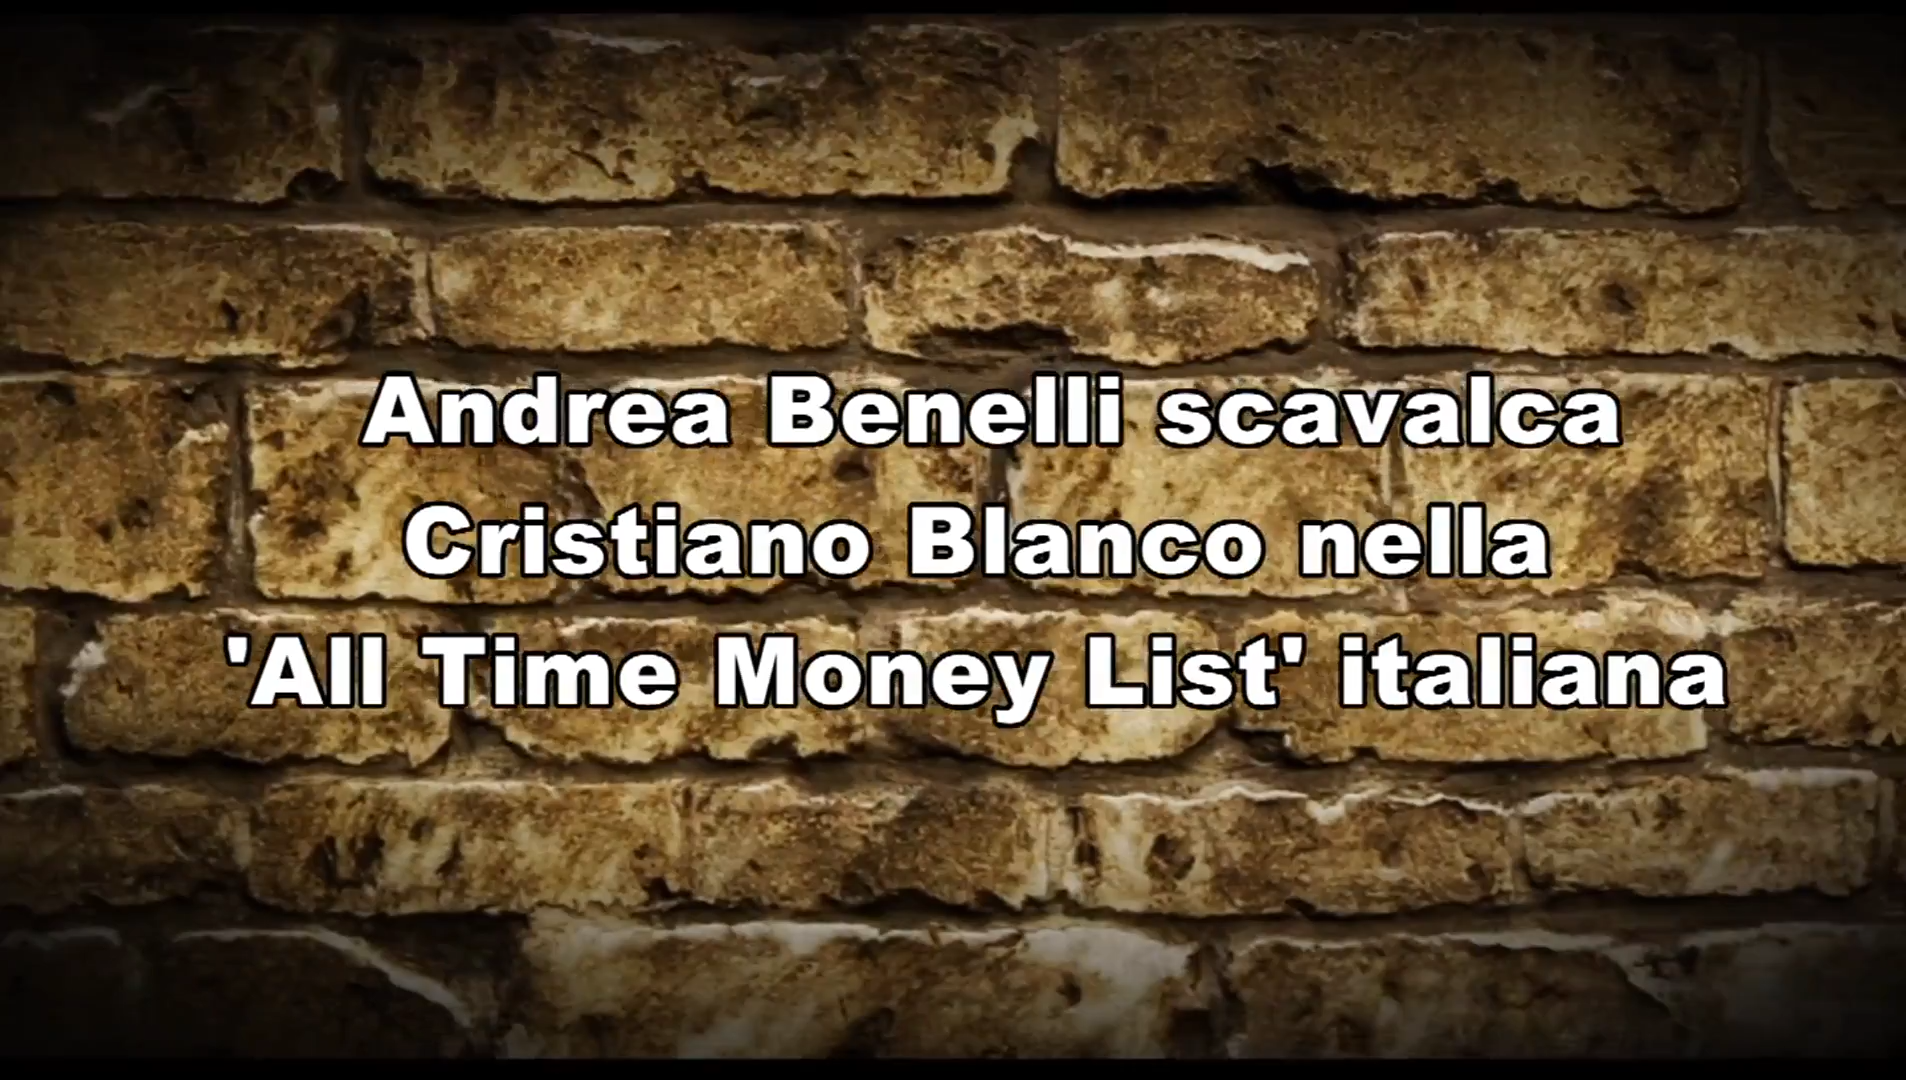 Andrea Benelli scavalca
Cristiano Blanco nella
'All Time Money List' italiana